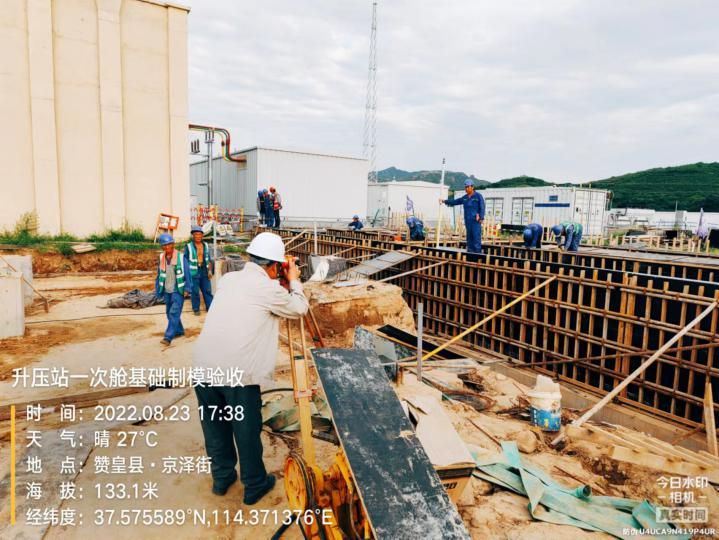 升压站一次舱基础制模验收
时 间：2022.08.23 17:38
天 气：晴 27℃
地 点：赞皇县·京泽街
海 拔：133.1米
经纬度：37.575589°N,114.371376°E
今日水印
相机
真实时间
防伪 U4UCA9N419P4UR